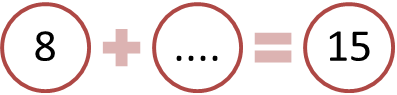 8 + .... = 15